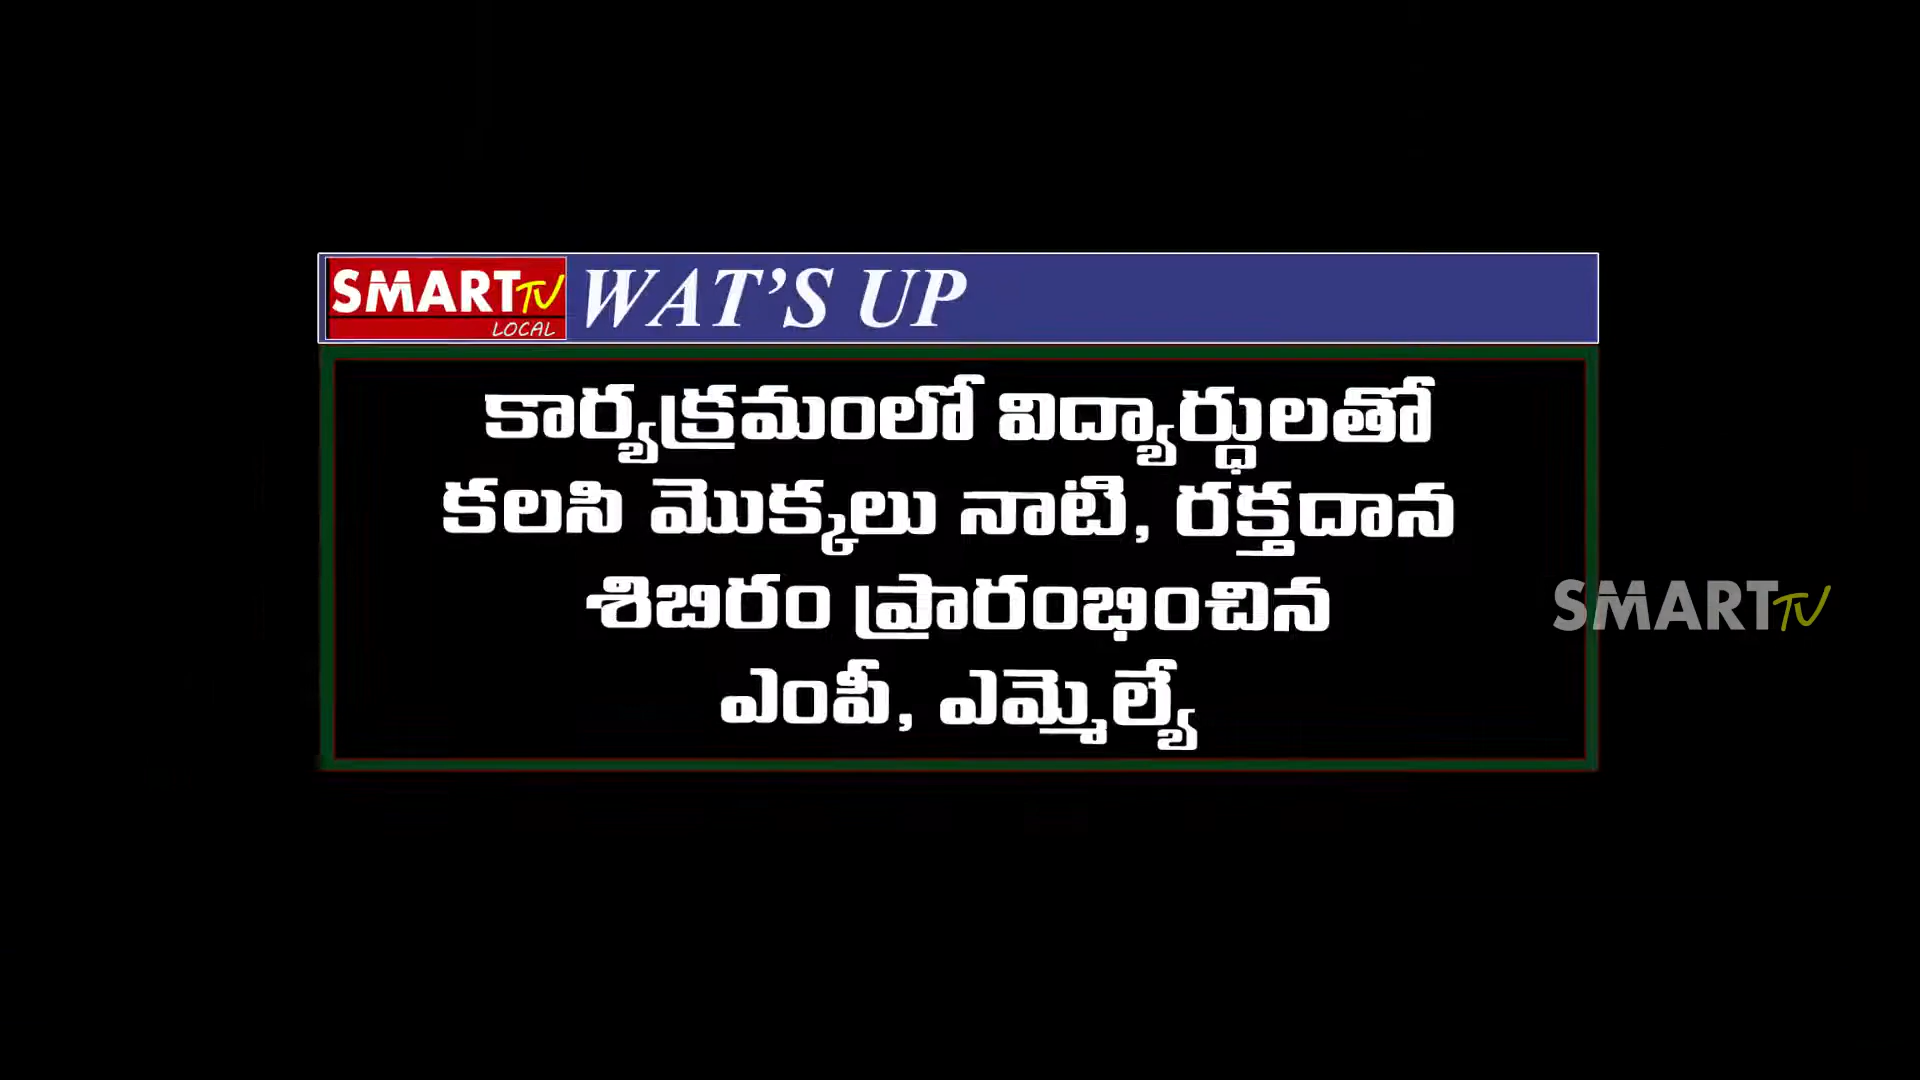 SMART TV
LOCAL
WAT'S UP
కార్యక్రమంలో విద్యార్ధులతో
కలసి మొక్కలు నాటి, రక్తదాన
శిబిరం ప్రారంభించిన
ఎంపీ, ఎమ్మెల్యే
SMART TV